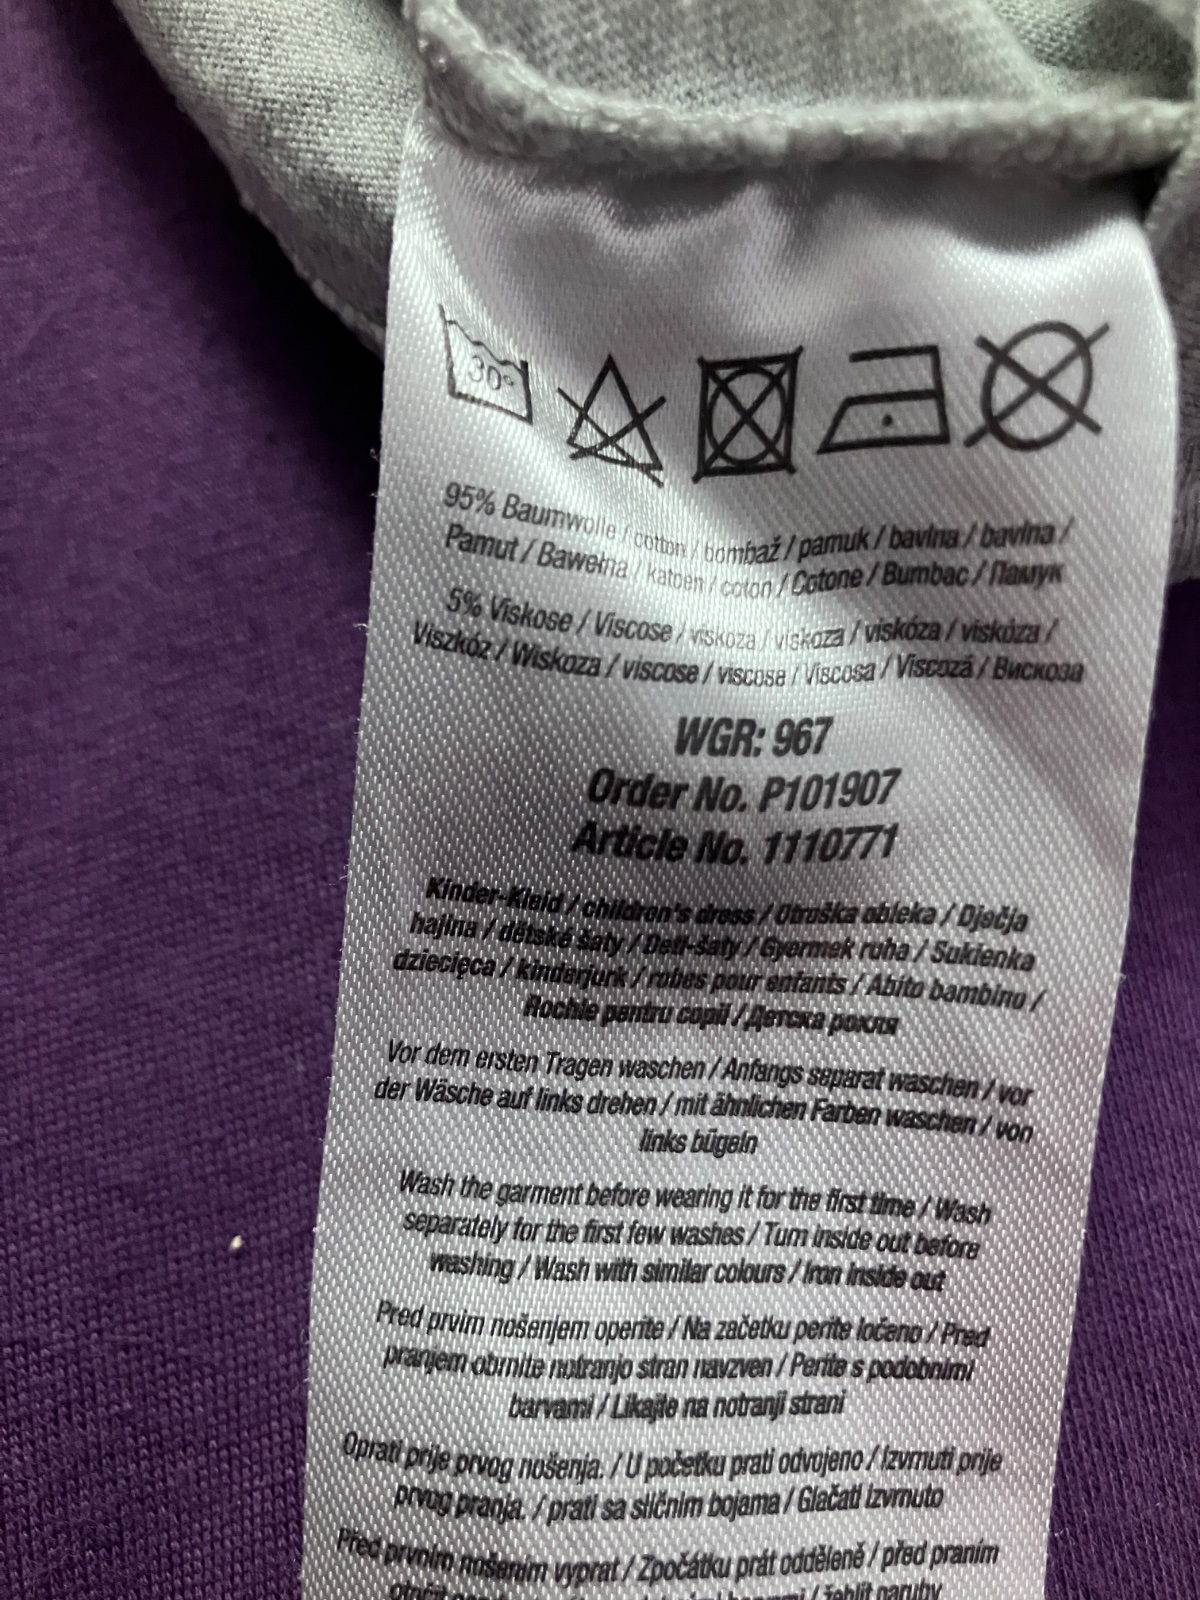 30°
95% Baumwolle / cotton / bombaž / pamuk / bavlna / bavlna /
Pamut / Bawełna / katoen / coton / Cotone / Bumbac / Памук
5% Viskose / Viscose / viskoza / viskoza / viskóza / viskóza /
Viszkóz / Wiskoza / viscose / viscose / Viscosa / Viscoză / Вискоза
WGR: 967
Order No. P101907
Article No. 1110771
Kinder-Kleid / children's dress / Otroška obleka / Dječja
haljina / dětské šaty / Deti-šaty / Gyermek ruha / Sukienka
dziecięca / kinderjurk / robes pour enfants / Abito bambino /
Rochie pentru copii / Детска рокля
Vor dem ersten Tragen waschen / Anfangs separat waschen / vor
der Wäsche auf links drehen / mit ähnlichen Farben waschen / von
links bügeln
Wash the garment before wearing it for the first time / Wash
separately for the first few washes / Turn inside out before
washing / Wash with similar colours / Iron inside out
Pred prvim nošenjem operite / Na začetku perite ločeno / Pred
pranjem obrnite notranjo stran navzven / Perite s podobnimi
barvami / Likajte na notranji strani
Oprati prije prvog nošenja. / U početku prati odvojeno / Izvrnuti prije
prvog pranja. / prati sa sličnim bojama / Glačati izvrnuto
Před prvním nošením vyprat / Zpočátku prát odděleně / před praním
/ žehlit naruby